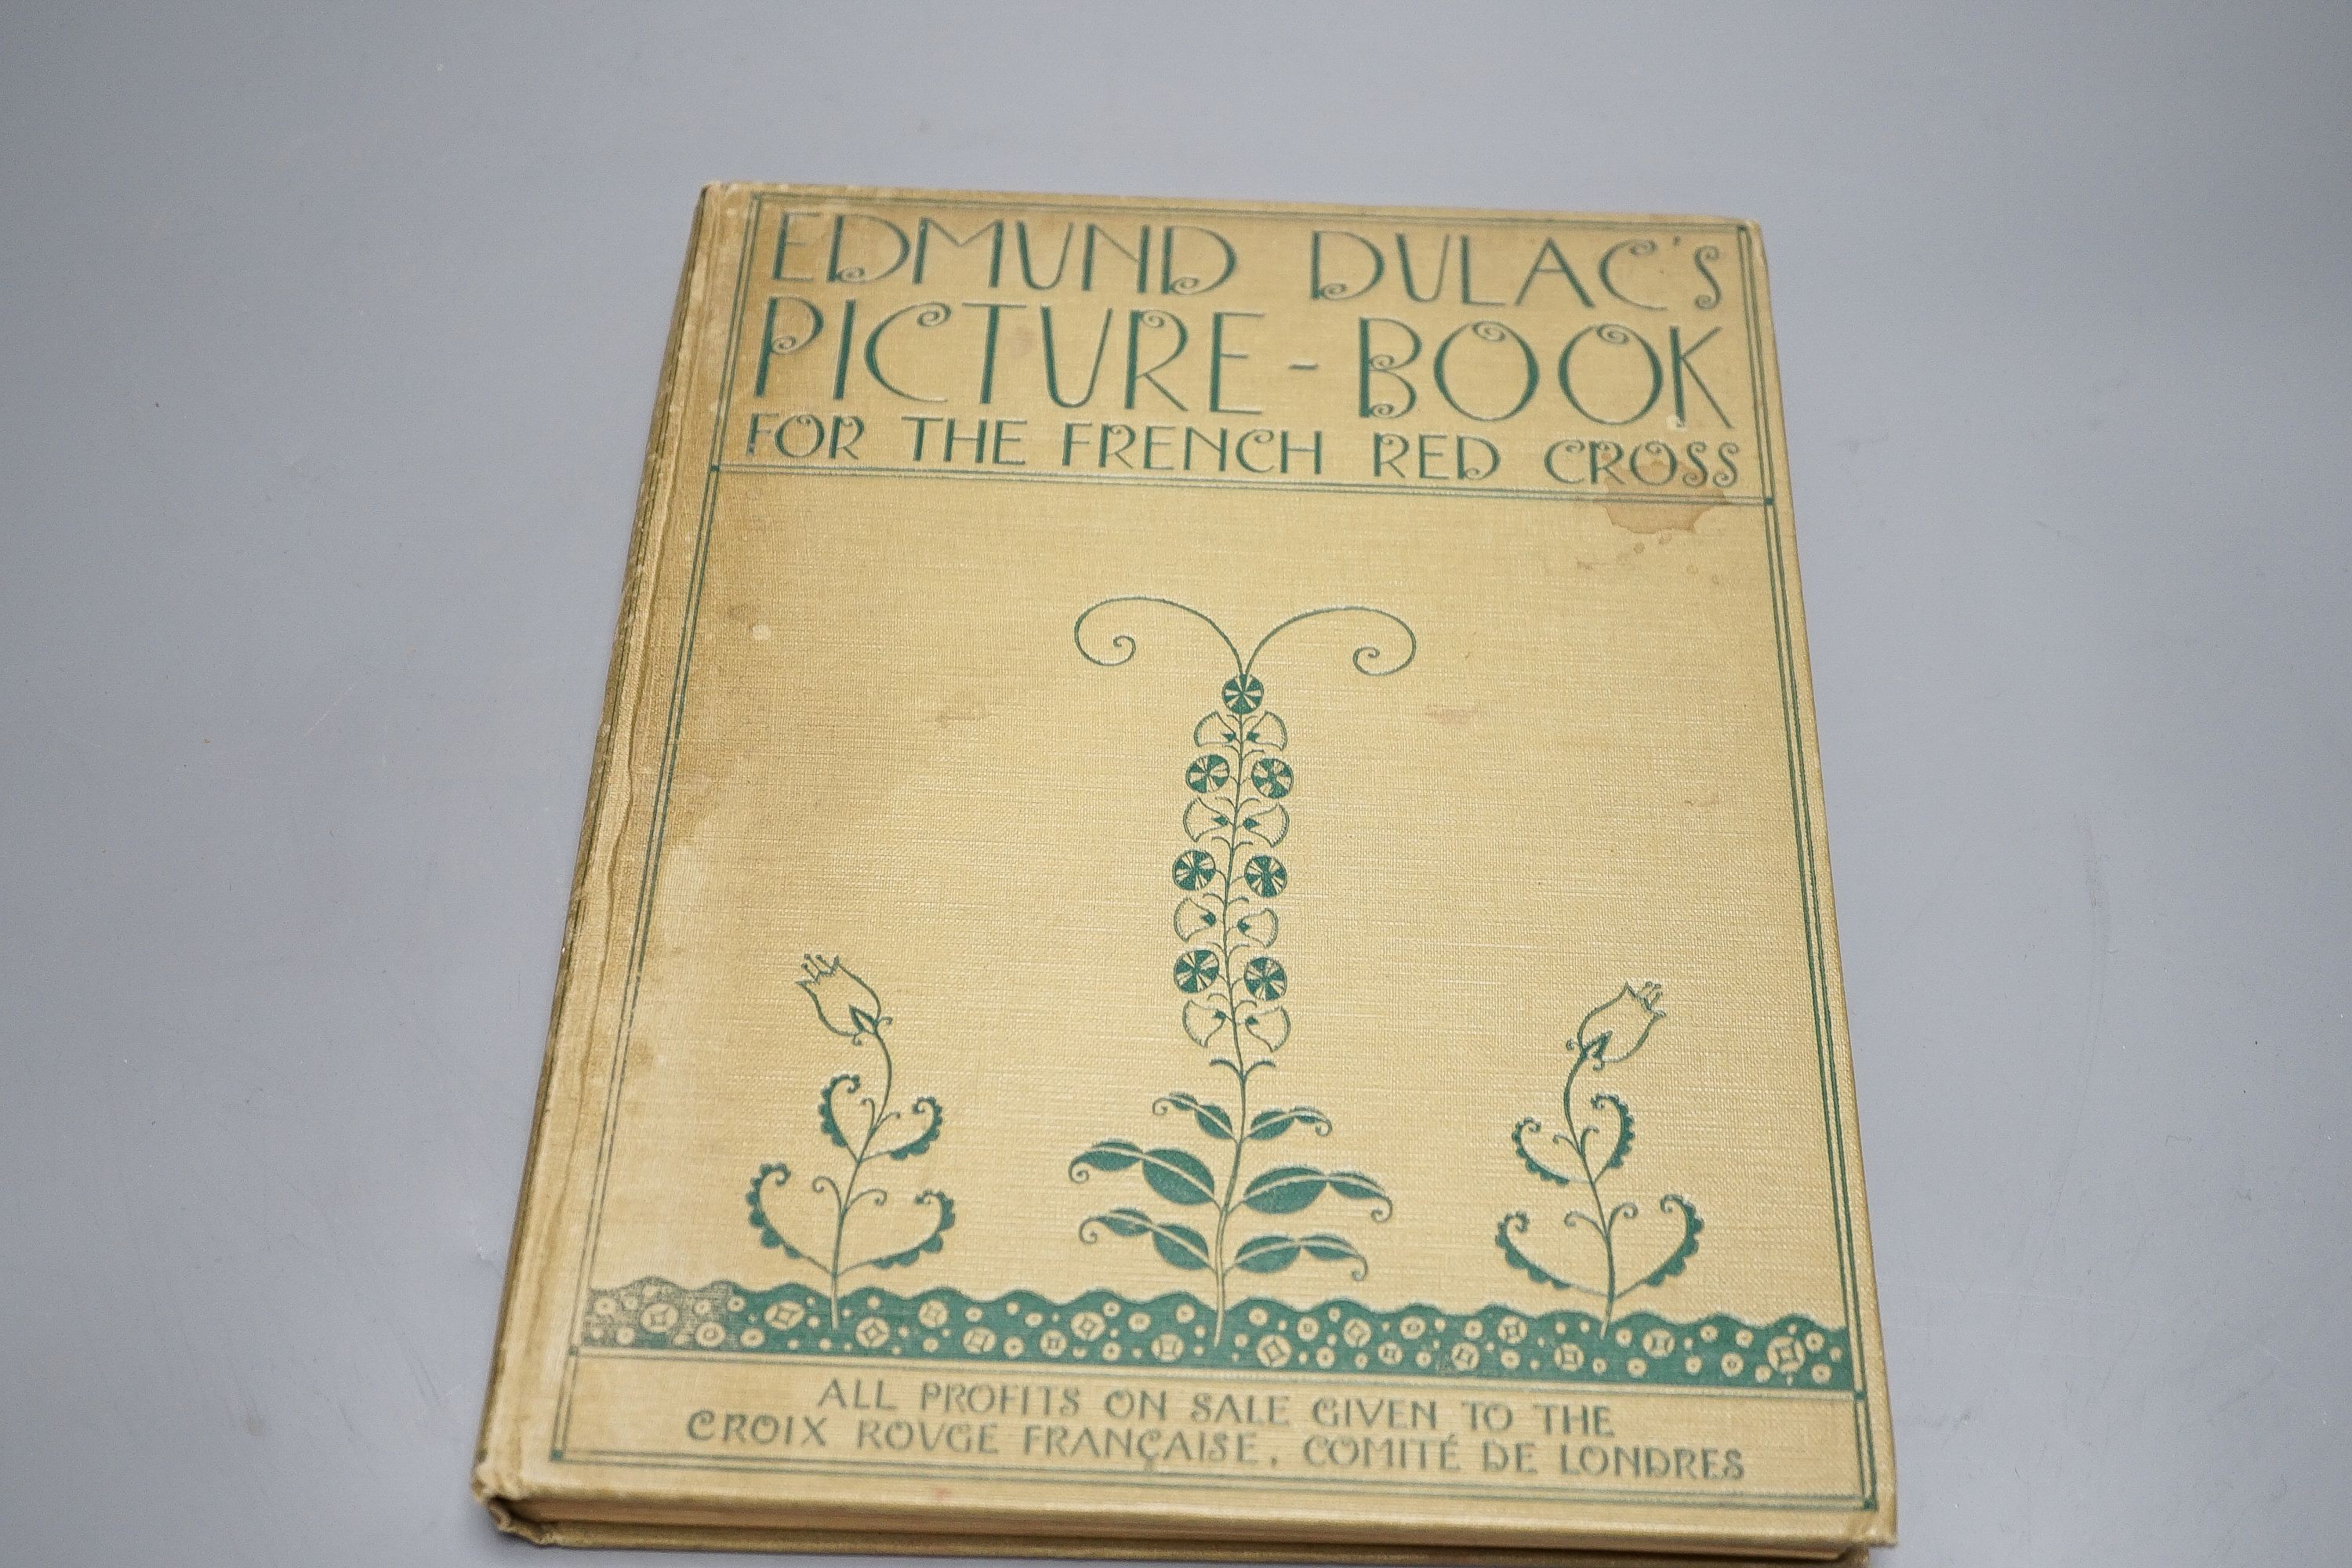 EDMUND DULAC'S
PICTURE-BOOK
FOR THE FRENCH RED CROSS
ALL PROFITS ON SALE GIVEN TO THE
CROIX ROVGE FRANÇAISE, COMITÉ DE LONDRES